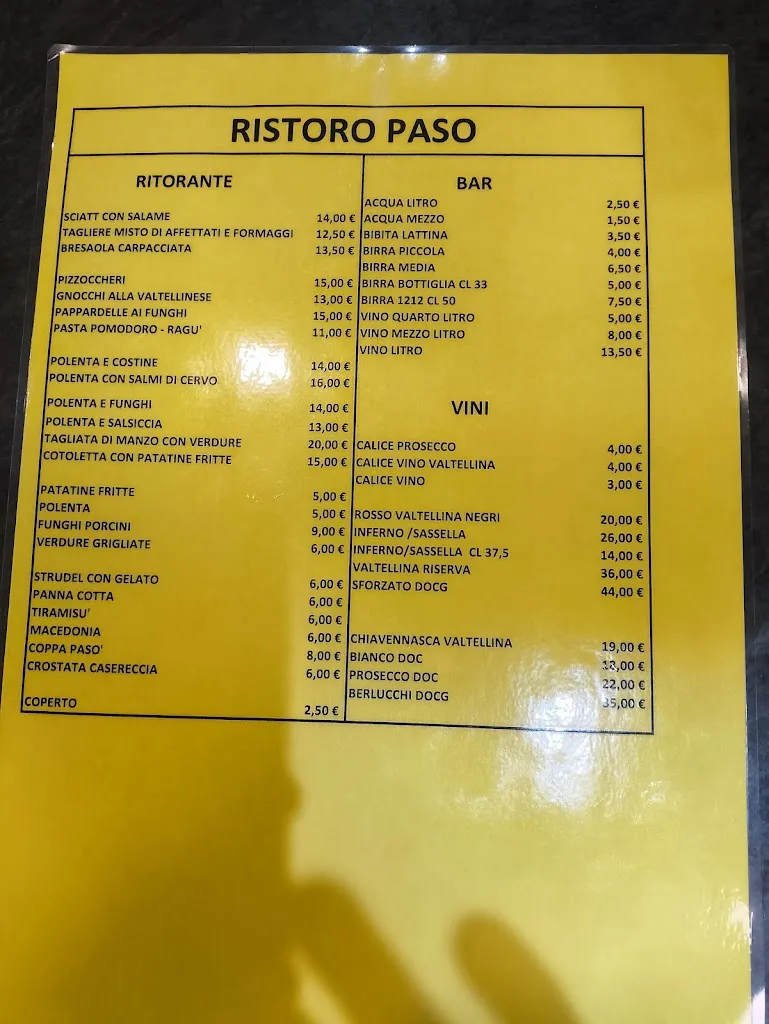 RISTORO PASO
RITORANTE
SCIATT CON SALAME 14,00 €
TAGLIERE MISTO DI AFFETTATI E FORMAGGI 12,50 €
BRESAOLA CARPACCIATA 13,50 €
PIZZOCCHERI 15,00 €
GNOCCHI ALLA VALTELLINESE 13,00 €
PAPPARDELLE AI FUNGHI 15,00 €
PASTA POMODORO - RAGU' 11,00 €
POLENTA E COSTINE 14,00 €
POLENTA CON SALMI DI CERVO 16,00 €
POLENTA E FUNGHI 14,00 €
POLENTA E SALSICCIA 13,00 €
TAGLIATA DI MANZO CON VERDURE 20,00 €
COTOLETTA CON PATATINE FRITTE 15,00 €
PATATINE FRITTE 5,00 €
POLENTA 5,00 €
FUNGHI PORCINI 9,00 €
VERDURE GRIGLIATE 6,00 €
STRUDEL CON GELATO 6,00 €
PANNA COTTA 6,00 €
TIRAMISU' 6,00 €
MACEDONIA 6,00 €
COPPA PASO' 8,00 €
CROSTATA CASERECCIA 6,00 €
COPERTO 2,50 €
BAR
ACQUA LITRO 2,50 €
ACQUA MEZZO 1,50 €
BIBITA LATTINA 3,50 €
BIRRA PICCOLA 4,00 €
BIRRA MEDIA 6,50 €
BIRRA BOTTIGLIA CL 33 5,00 €
BIRRA 1212 CL 50 7,50 €
VINO QUARTO LITRO 5,00 €
VINO MEZZO LITRO 8,00 €
VINO LITRO 13,50 €
VINI
CALICE PROSECCO 4,00 €
CALICE VINO VALTELLINA 4,00 €
CALICE VINO 3,00 €
ROSSO VALTELLINA NEGRI 20,00 €
INFERNO /SASSELLA 26,00 €
INFERNO/SASSELLA CL 37,5 14,00 €
VALTELLINA RISERVA 36,00 €
SFORZATO DOCG 44,00 €
CHIAVENNASCA VALTELLINA 19,00 €
BIANCO DOC 18,00 €
PROSECCO DOC 22,00 €
BERLUCCHI DOCG 35,00 €